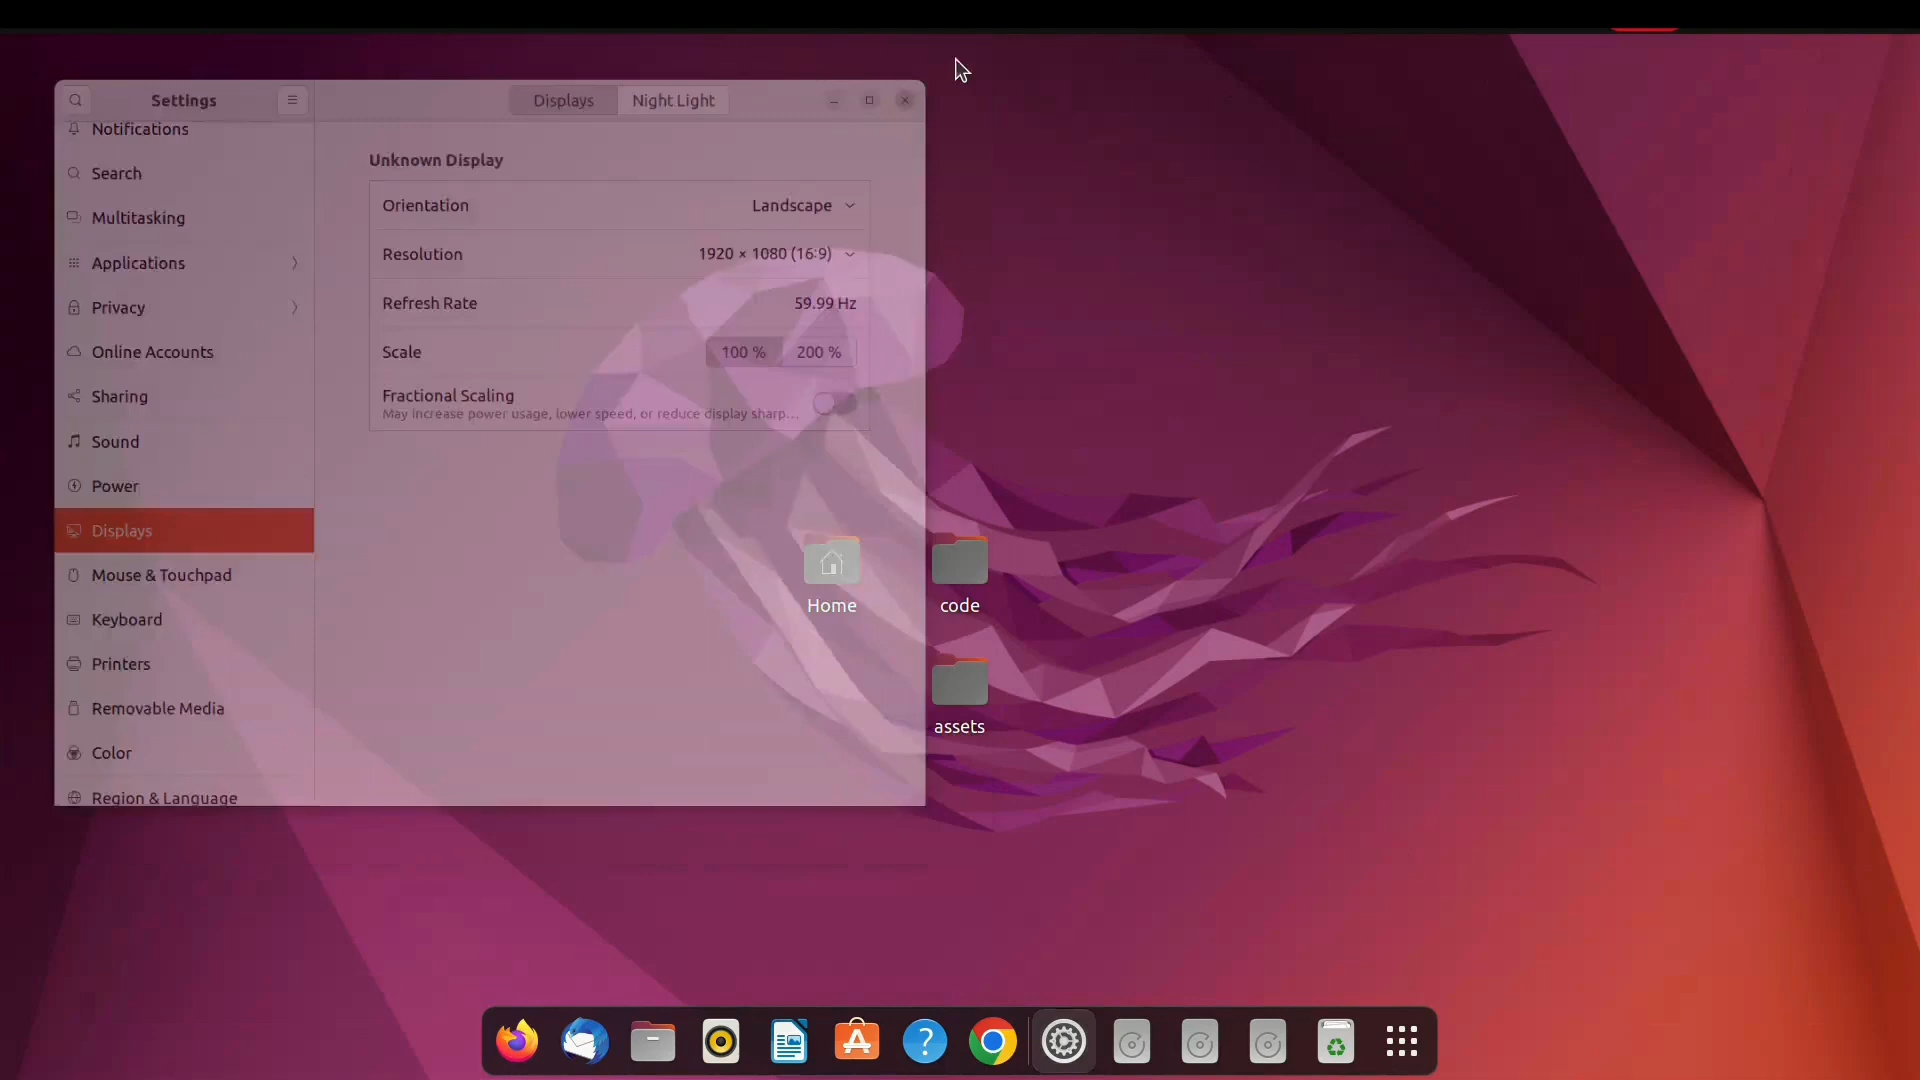 Settings
Displays
Night Light
Notifications
Search
Multitasking
Applications
Privacy
Online Accounts
Sharing
Sound
Power
Displays
Mouse & Touchpad
Keyboard
Printers
Removable Media
Color
Region & Language
Unknown Display
Orientation
Landscape
Resolution
1920 × 1080 (16:9)
Refresh Rate
59.99 Hz
Scale
100 %
200 %
Fractional Scaling
May increase power usage, lower speed, or reduce display sharp...
Home
code
assets